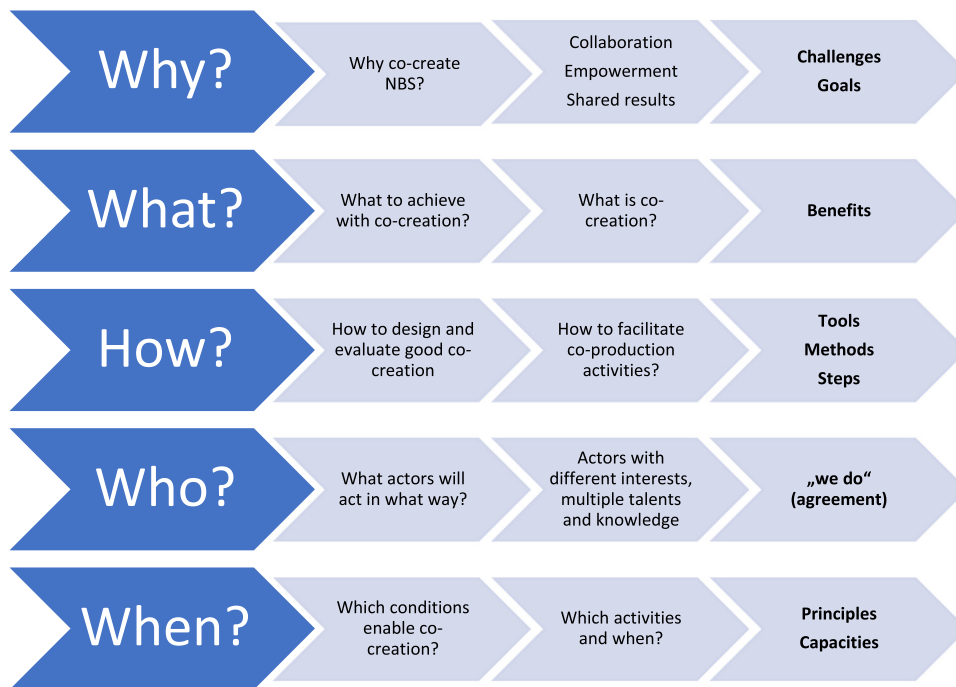 Why?
Why co-create
NBS?
Collaboration
Empowerment
Shared results
Challenges
Goals
What?
What to achieve
with co-creation?
What is co-
creation?
Benefits
How?
How to design and
evaluate good co-
creation
How to facilitate
co-production
activities?
Tools
Methods
Steps
Who?
What actors will
act in what way?
Actors with
different interests,
multiple talents
and knowledge
„we do“
(agreement)
When?
Which conditions
enable co-
creation?
Which activities
and when?
Principles
Capacities